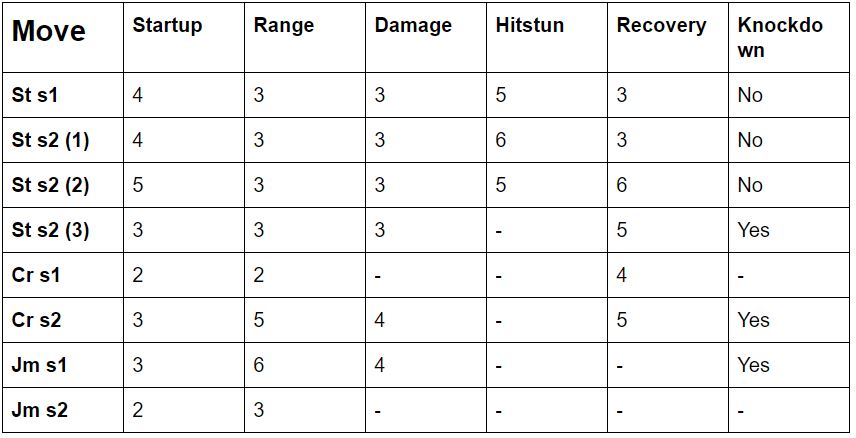 Move Startup Range Damage Hitstun Recovery Knockdo
wn
St s1 4 3 3 5 3 No
St s2 (1) 4 3 3 6 3 No
St s2 (2) 5 3 3 5 6 No
St s2 (3) 3 3 3 - 5 Yes
Cr s1 2 2 - - 4 -
Cr s2 3 5 4 - 5 Yes
Jm s1 3 6 4 - - Yes
Jm s2 2 3 - - - -